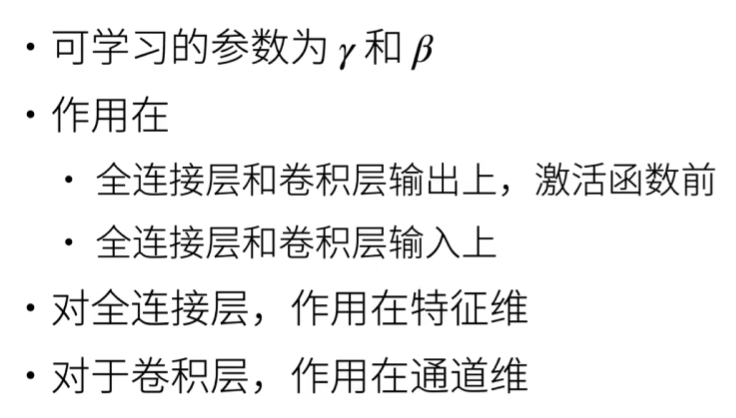 • 可学习的参数为 γ 和 β
• 作用在
• 全连接层和卷积层输出上，激活函数前
• 全连接层和卷积层输入上
• 对全连接层，作用在特征维
• 对于卷积层，作用在通道维